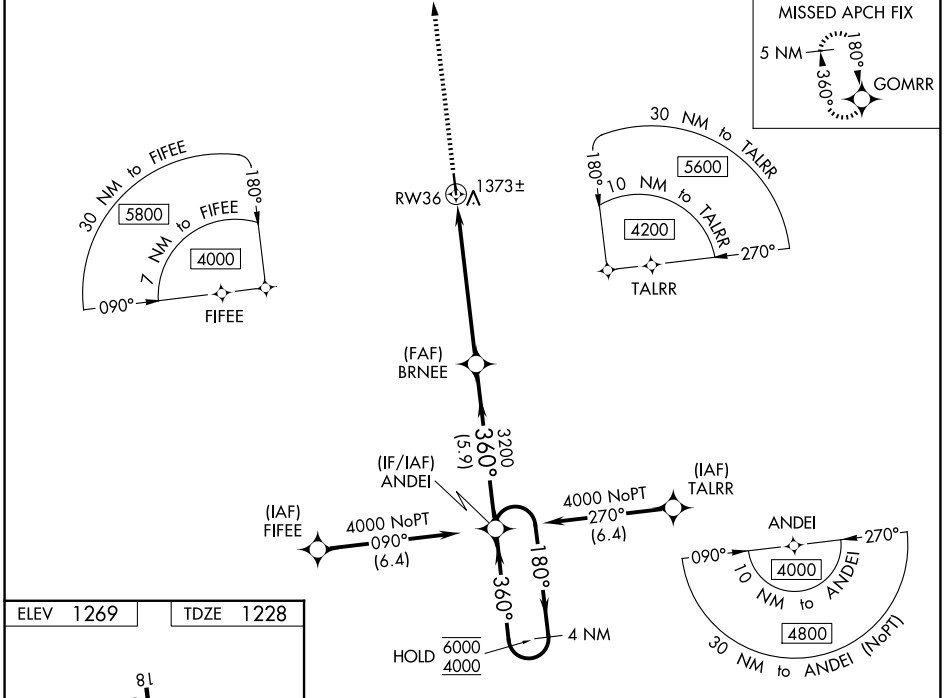 MISSED APCH FIX
5 NM
180°
360°
GOMRR
30 NM to FIFEE
5800
7 NM to FIFEE
4000
180°
090°
FIFEE
30 NM to TALRR
5600
180°
10 NM to TALRR
4200
270°
TALRR
RW36
1373±
(FAF)
BRNEE
3200
360°
(5.9)
(IF/IAF)
ANDEI
(IAF)
TALRR
4000 NoPT
270°
(6.4)
(IAF)
FIFEE
4000 NoPT
090°
(6.4)
360°
180°
4 NM
HOLD
6000
4000
ANDEI
090°
270°
4000
10 NM to ANDEI
4800
30 NM to ANDEI (NoPT)
ELEV 1269
TDZE 1228
18